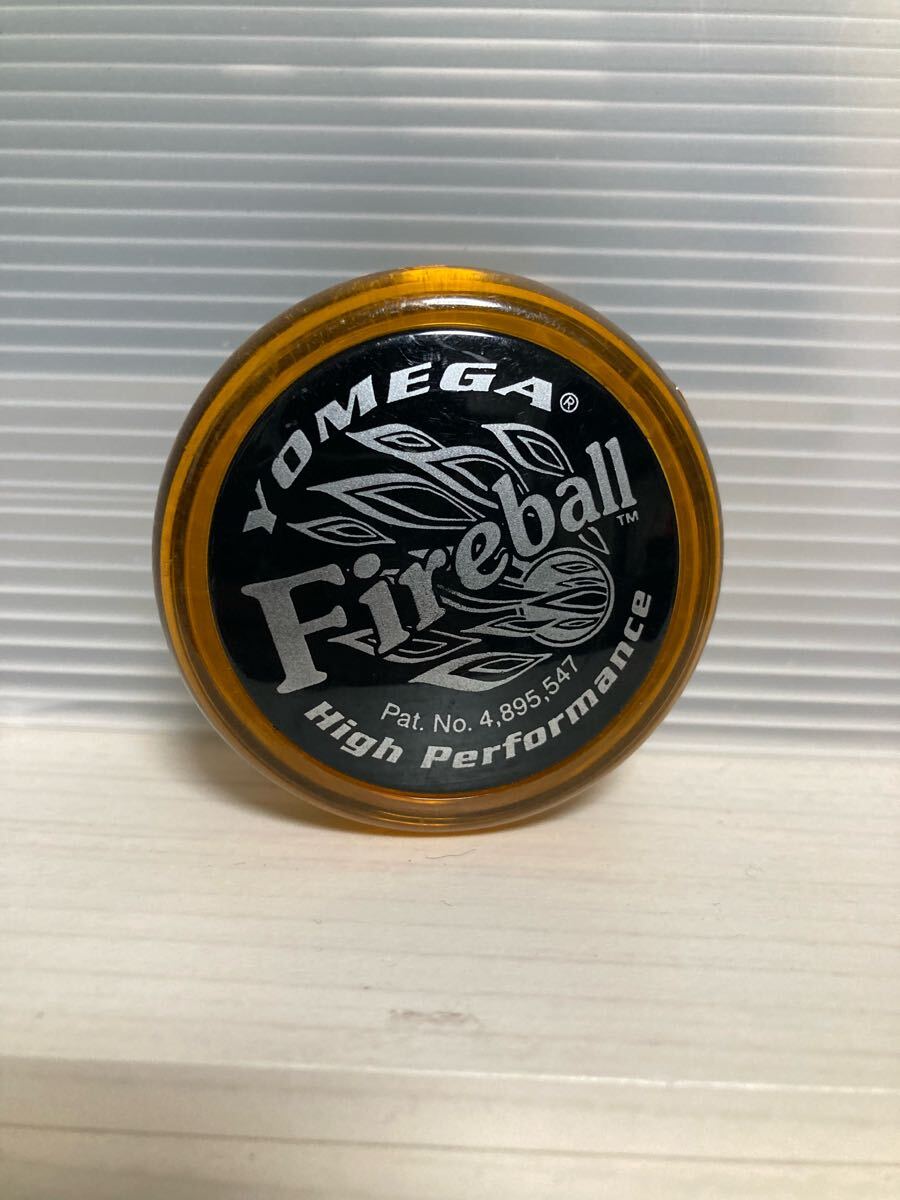 YOMEGA®
Fireball™
Pat. No. 4,895,547
High Performance